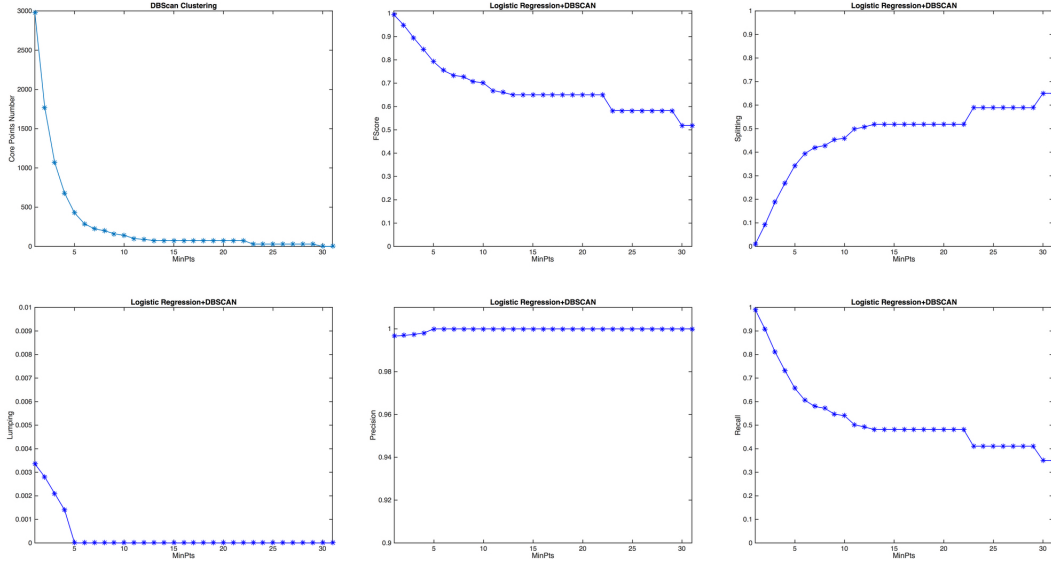 DBScan Clustering
3000
2500
2000
1500
1000
500
0
Core Points Number
5 10 15 20 25 30
MinPts
Logistic Regression+DBSCAN
1
0.9
0.8
0.7
0.6
0.5
0.4
0.3
0.2
0.1
0
FScore
5 10 15 20 25 30
MinPts
Logistic Regression+DBSCAN
1
0.9
0.8
0.7
0.6
0.5
0.4
0.3
0.2
0.1
0
Splitting
5 10 15 20 25 30
MinPts
Logistic Regression+DBSCAN
0.01
0.009
0.008
0.007
0.006
0.005
0.004
0.003
0.002
0.001
0
Lumping
5 10 15 20 25 30
MinPts
Logistic Regression+DBSCAN
1
0.98
0.96
0.94
0.92
0.9
Precision
5 10 15 20 25 30
MinPts
Logistic Regression+DBSCAN
1
0.9
0.8
0.7
0.6
0.5
0.4
0.3
0.2
0.1
0
Recall
5 10 15 20 25 30
MinPts